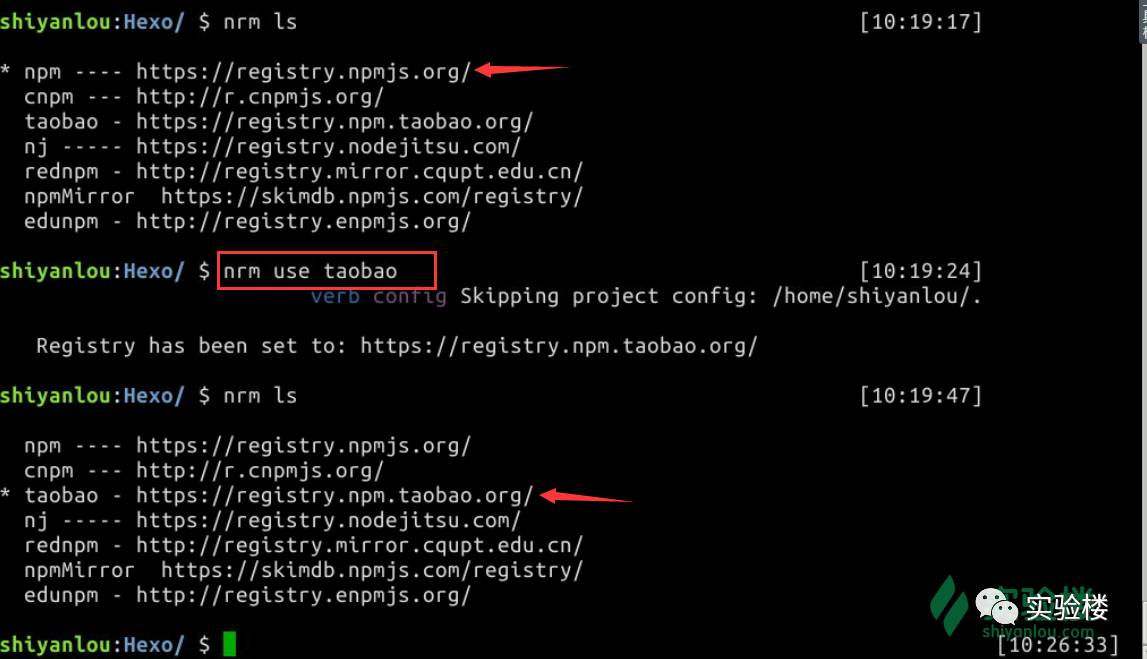 shiyanlou:Hexo/ $ nrm ls [10:19:17]
* npm ---- https://registry.npmjs.org/
cnpm --- http://r.cnpmjs.org/
taobao - https://registry.npm.taobao.org/
nj ----- https://registry.nodejitsu.com/
rednpm - http://registry.mirror.cqupt.edu.cn/
npmMirror  https://skimdb.npmjs.com/registry/
edunpm - http://registry.enpmjs.org/
shiyanlou:Hexo/ $ nrm use taobao [10:19:24]
verb config Skipping project config: /home/shiyanlou/.
Registry has been set to: https://registry.npm.taobao.org/
shiyanlou:Hexo/ $ nrm ls [10:19:47]
npm ---- https://registry.npmjs.org/
cnpm --- http://r.cnpmjs.org/
* taobao - https://registry.npm.taobao.org/
nj ----- https://registry.nodejitsu.com/
rednpm - http://registry.mirror.cqupt.edu.cn/
npmMirror  https://skimdb.npmjs.com/registry/
edunpm - http://registry.enpmjs.org/
实验楼
shiyanlou.com
shiyanlou:Hexo/ $ [10:26:33]